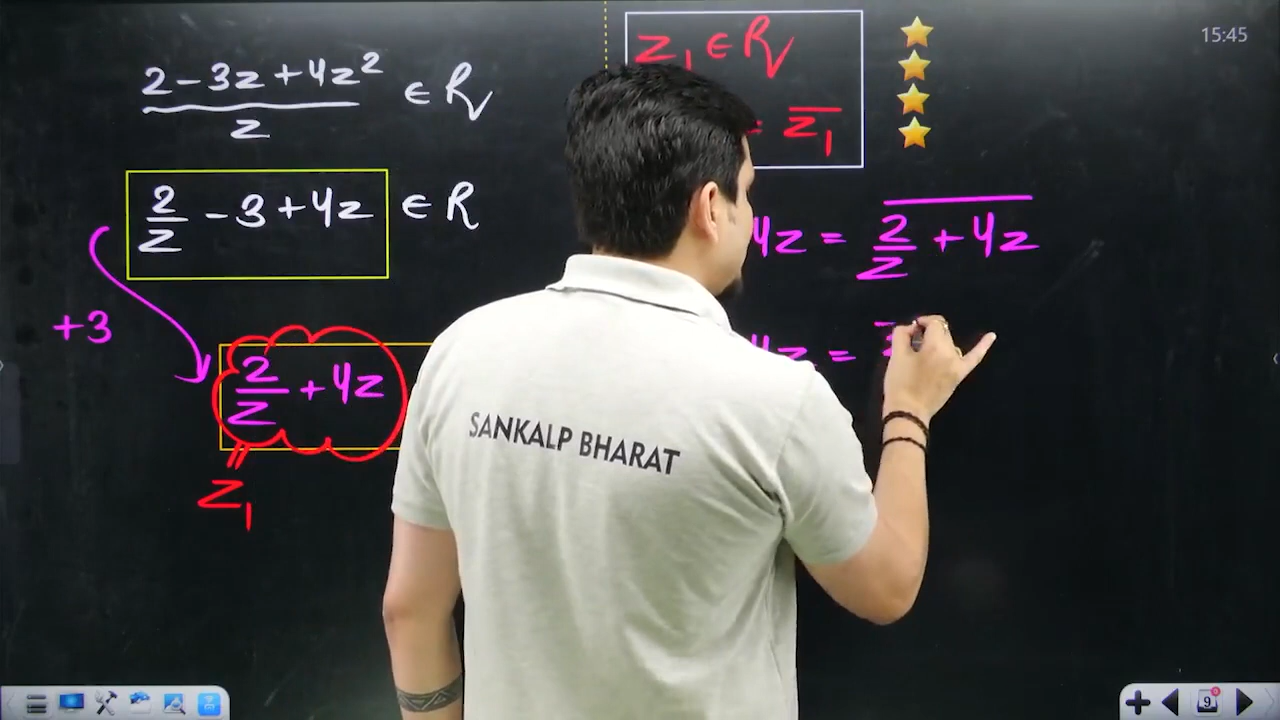 2-3z+4z² ∈ R
z
2/z - 3 + 4z ∈ R
+3
2/z + 4z
z₁
z₁ ∈ R
= z̅₁
4z = 2/z + 4z
4z =
15:45
SANKALP BHARAT
9